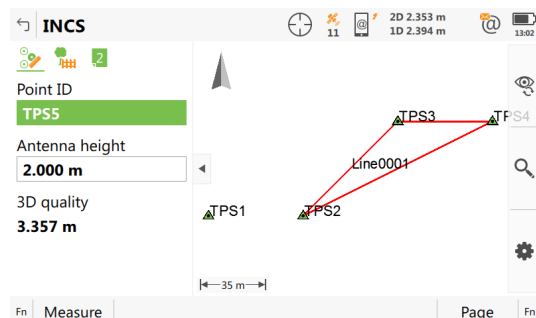 INCS
11
@
2D 2.353 m
1D 2.394 m
@
13:02
2
Point ID
TPS5
Antenna height
2.000 m
3D quality
3.357 m
TPS3
TPS4
Line0001
TPS1
TPS2
35 m
Fn Measure Page Fn